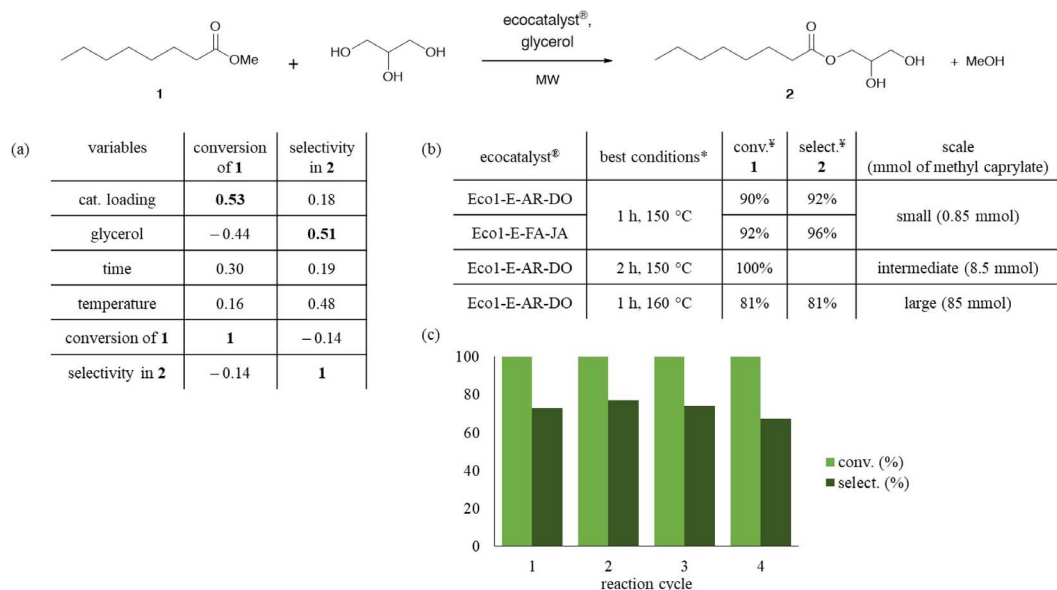 ecocatalyst®,
glycerol
MW
O
OMe
1
+
HO
OH
OH
O
O
OH
OH
2
+ MeOH
(a)
variables conversion of 1 selectivity in 2
cat. loading 0.53 0.18
glycerol − 0.44 0.51
time 0.30 0.19
temperature 0.16 0.48
conversion of 1 1 − 0.14
selectivity in 2 − 0.14 1
(b)
ecocatalyst® best conditions* conv.¥ 1 select.¥ 2 scale (mmol of methyl caprylate)
Eco1-E-AR-DO 1 h, 150 °C 90% 92% small (0.85 mmol)
Eco1-E-FA-JA 92% 96%
Eco1-E-AR-DO 2 h, 150 °C 100% intermediate (8.5 mmol)
Eco1-E-AR-DO 1 h, 160 °C 81% 81% large (85 mmol)
(c)
100
80
60
40
20
0
1 2 3 4
reaction cycle
conv. (%)
select. (%)